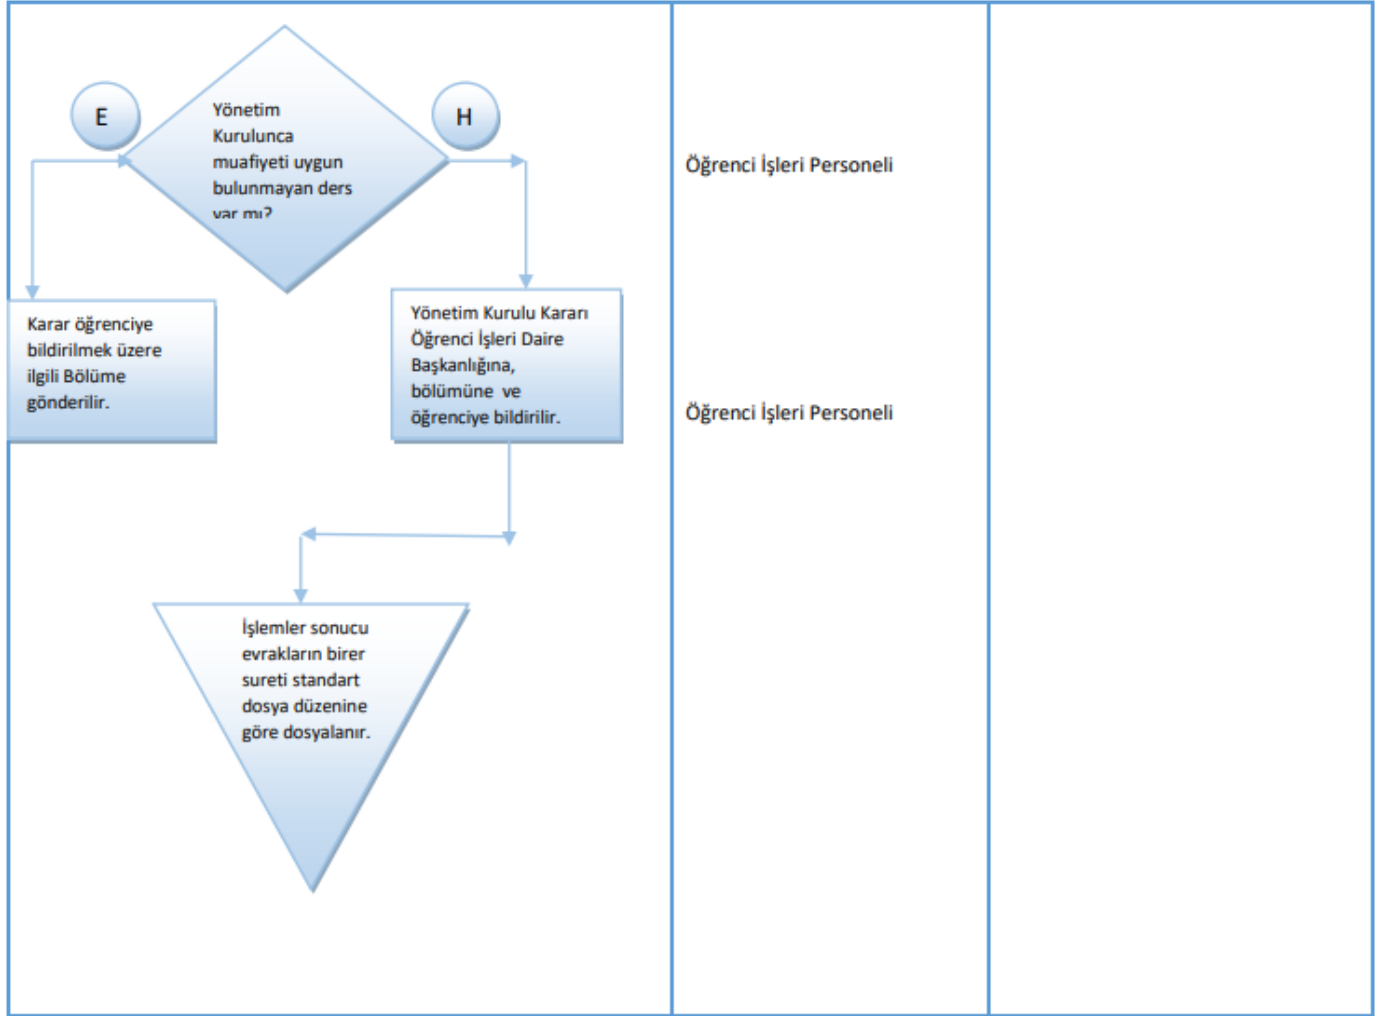 E
H
Yönetim
Kurulunca
muafiyeti uygun
bulunmayan ders
var mı?
Öğrenci İşleri Personeli
Karar öğrenciye
bildirilmek üzere
ilgili Bölüme
gönderilir.
Yönetim Kurulu Kararı
Öğrenci İşleri Daire
Başkanlığına,
bölümüne ve
öğrenciye bildirilir.
Öğrenci İşleri Personeli
İşlemler sonucu
evrakların birer
sureti standart
dosya düzenine
göre dosyalanır.